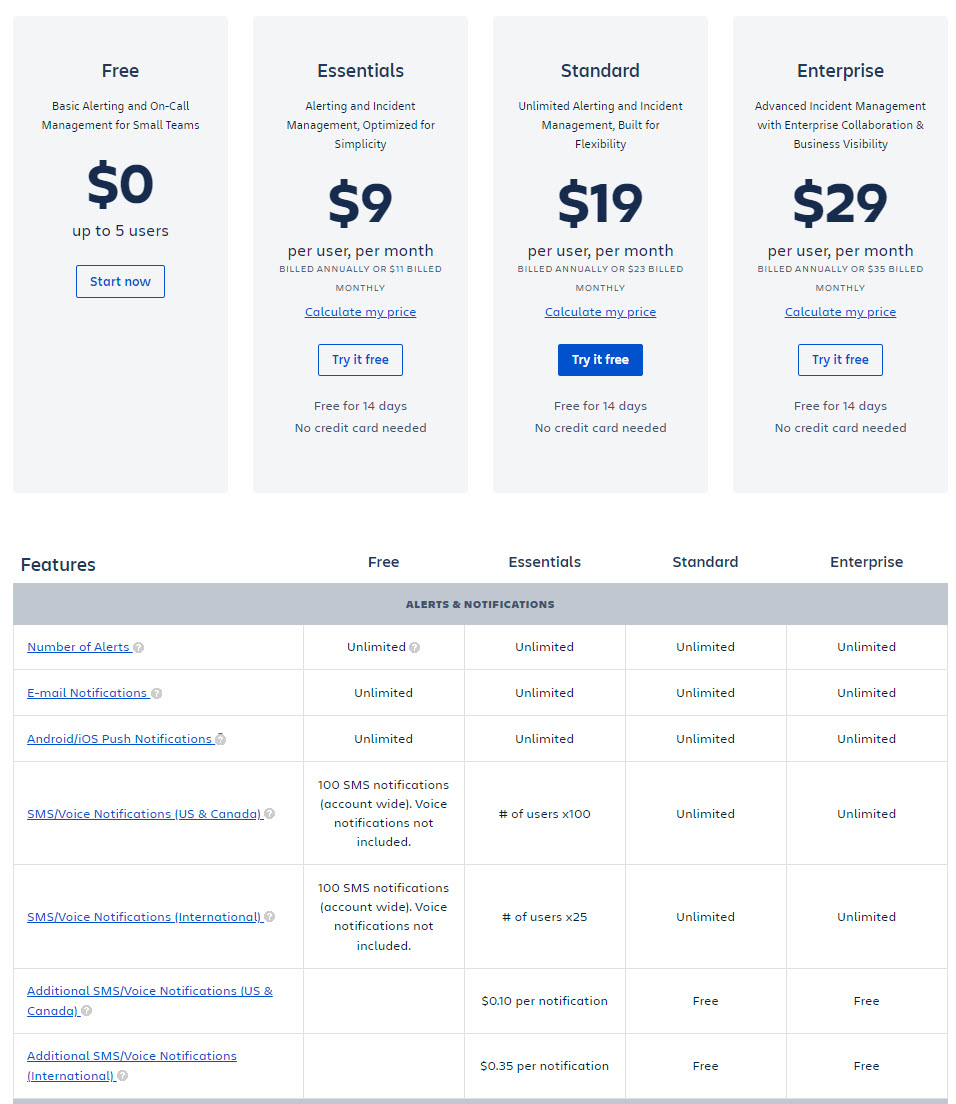 Free
Basic Alerting and On-Call
Management for Small Teams
$0
up to 5 users
Start now
Essentials
Alerting and Incident
Management, Optimized for
Simplicity
$9
per user, per month
BILLED ANNUALLY OR $11 BILLED
MONTHLY
Calculate my price
Try it free
Free for 14 days
No credit card needed
Standard
Unlimited Alerting and Incident
Management, Built for
Flexibility
$19
per user, per month
BILLED ANNUALLY OR $23 BILLED
MONTHLY
Calculate my price
Try it free
Free for 14 days
No credit card needed
Enterprise
Advanced Incident Management
with Enterprise Collaboration &
Business Visibility
$29
per user, per month
BILLED ANNUALLY OR $35 BILLED
MONTHLY
Calculate my price
Try it free
Free for 14 days
No credit card needed
Features Free Essentials Standard Enterprise
ALERTS & NOTIFICATIONS
Number of Alerts ? Unlimited ? Unlimited Unlimited Unlimited
E-mail Notifications ? Unlimited Unlimited Unlimited Unlimited
Android/iOS Push Notifications ? Unlimited Unlimited Unlimited Unlimited
SMS/Voice Notifications (US & Canada) ?
100 SMS notifications
(account wide). Voice
notifications not
included.
# of users x100
Unlimited
Unlimited
SMS/Voice Notifications (International) ?
100 SMS notifications
(account wide). Voice
notifications not
included.
# of users x25
Unlimited
Unlimited
Additional SMS/Voice Notifications (US &
Canada) ?
$0.10 per notification
Free
Free
Additional SMS/Voice Notifications
(International) ?
$0.35 per notification
Free
Free